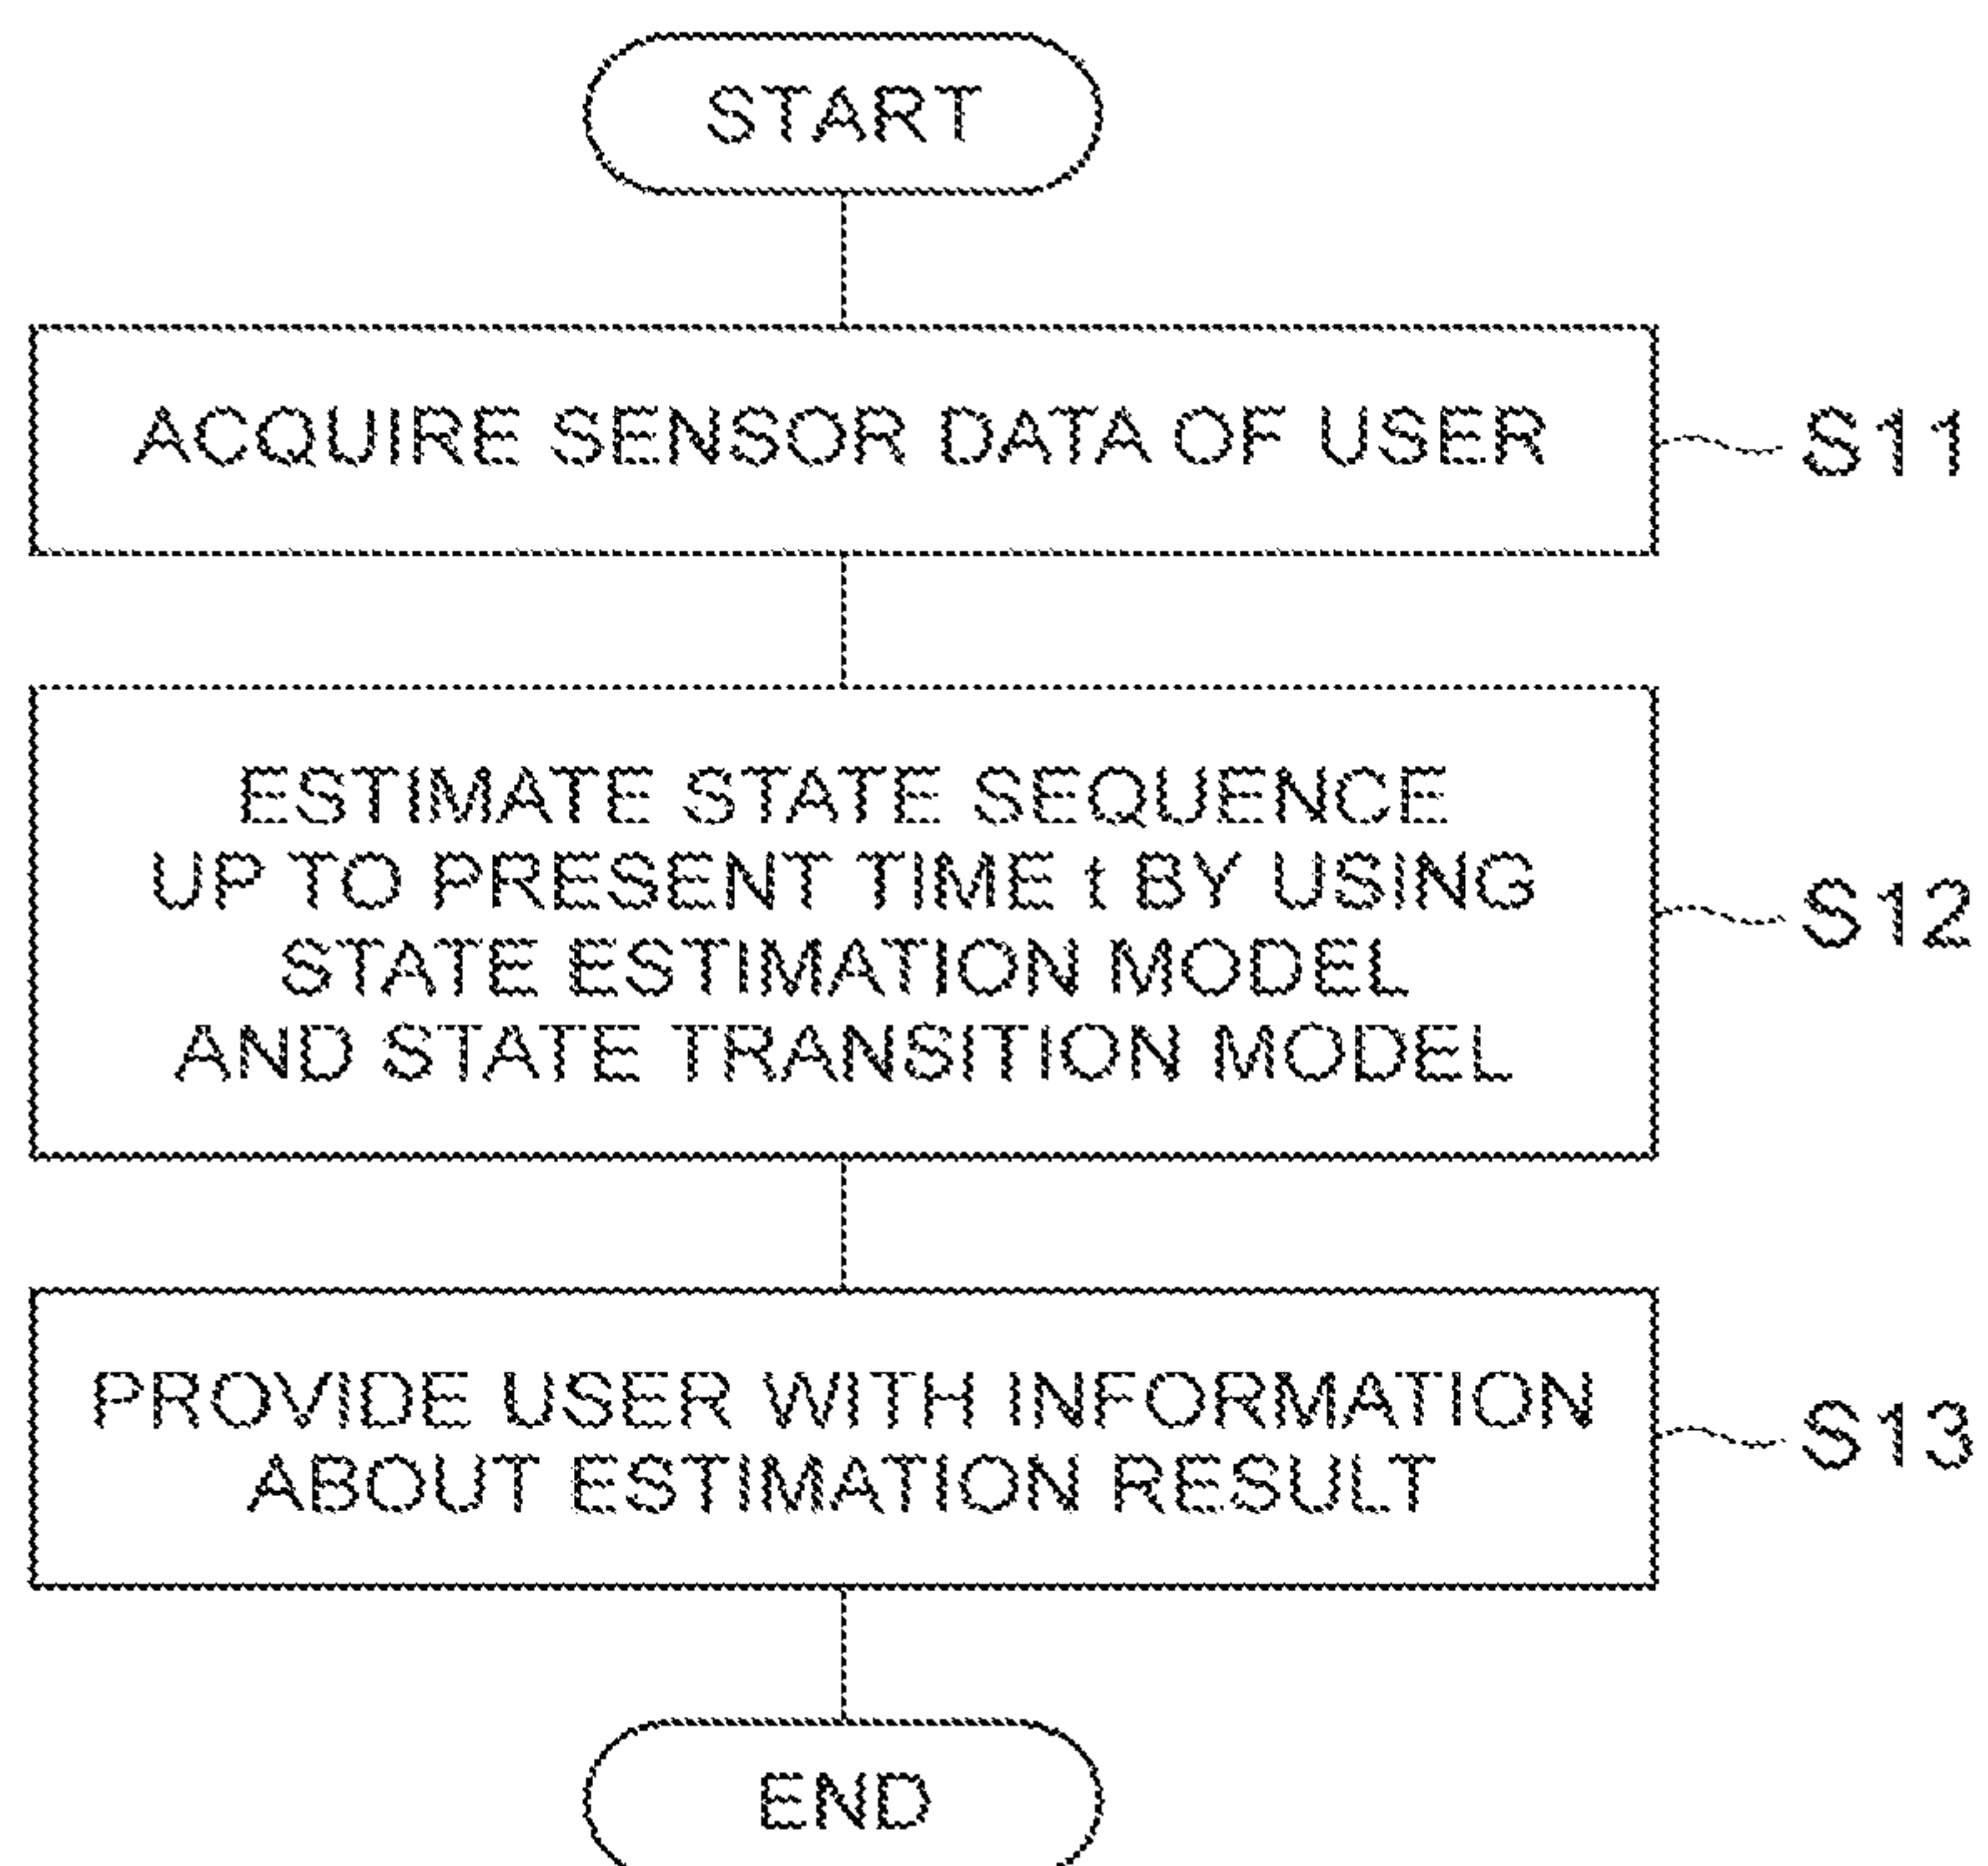 START
ACQUIRE SENSOR DATA OF USER
S11
ESTIMATE STATE SEQUENCE
UP TO PRESENT TIME t BY USING
STATE ESTIMATION MODEL
AND STATE TRANSITION MODEL
S12
PROVIDE USER WITH INFORMATION
ABOUT ESTIMATION RESULT
S13
END